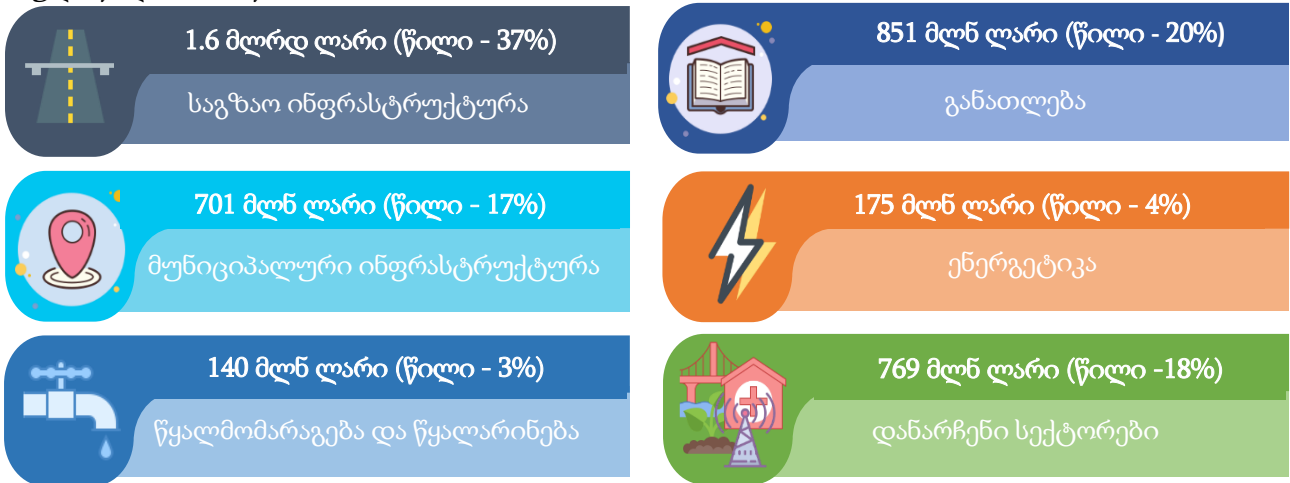 1.6 მლრდ ლარი (წილი - 37%)
საგზაო ინფრასტრუქტურა
851 მლნ ლარი (წილი - 20%)
განათლება
701 მლნ ლარი (წილი - 17%)
მუნიციპალური ინფრასტრუქტურა
175 მლნ ლარი (წილი - 4%)
ენერგეტიკა
140 მლნ ლარი (წილი - 3%)
წყალმომარაგება და წყალარინება
769 მლნ ლარი (წილი -18%)
დანარჩენი სექტორები